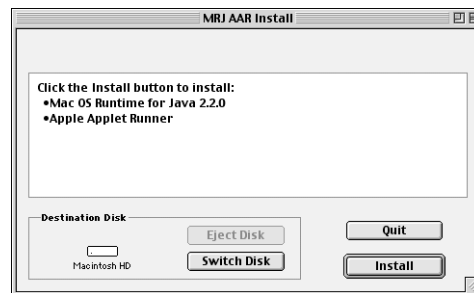 MRJ AAR Install
Click the Install button to install:
•Mac OS Runtime for Java 2.2.0
•Apple Applet Runner
Destination Disk
Eject Disk
Quit
Macintosh HD
Switch Disk
Install